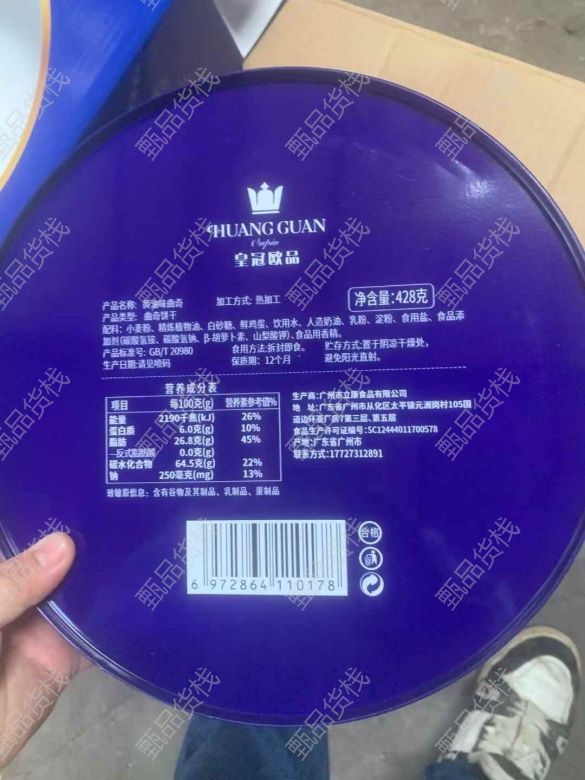 HUANG GUAN
Oupin
皇冠欧品
产品名称：黄油味曲奇
加工方式：热加工
净含量：428克
产品类型：曲奇饼干
配料：小麦粉、精炼植物油、白砂糖、鲜鸡蛋、饮用水、人造奶油、乳粉、淀粉、食用盐、食品添
加剂(碳酸氢铵、碳酸氢钠、β-胡萝卜素、山梨酸钾)、食品用香精。
产品标准号：GB/T 20980 食用方法：拆封即食。 贮存方式：置于阴凉干燥处，
生产日期：请见喷码 保质期：12个月 避免阳光直射。
营养成分表
项目 每100克(g) 营养素参考值%
能量 2190千焦(kJ) 26%
蛋白质 6.0克(g) 10%
脂肪 26.8克(g) 45%
—反式脂肪酸 0.0克(g)
碳水化合物 64.5克(g) 22%
钠 250毫克(mg) 13%
致敏原信息：含有谷物及其制品、乳制品、蛋制品
生产商：广州市立康食品有限公司
地 址：广东省广州市从化区太平镇元洲岗村105国
道边环亚厂房7第三层、第五层
食品生产许可证编号：SC12444011700578
产地：广东省广州市
联系方式：17727312891
6 972864 110178
合格
甄品货栈